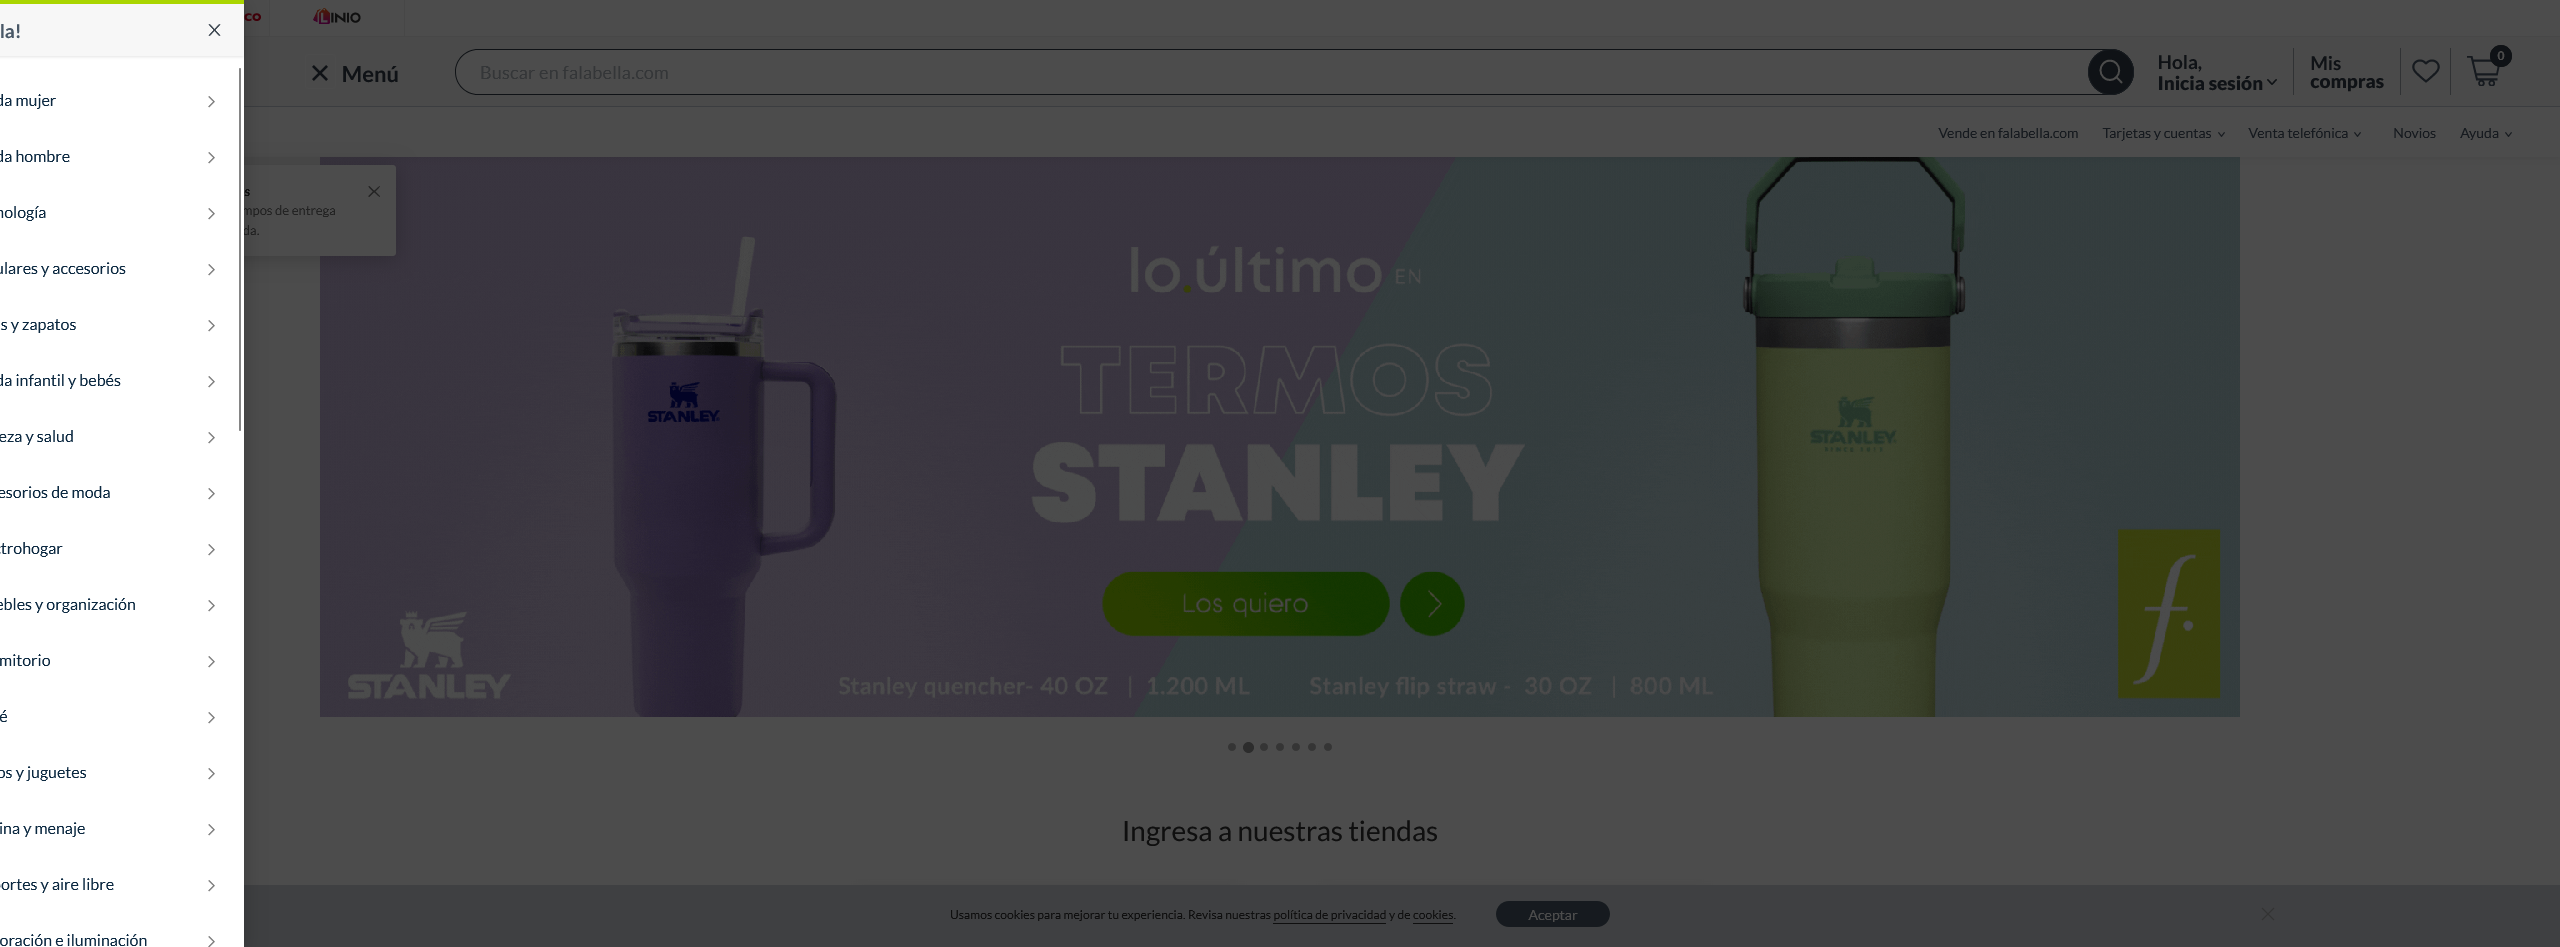 LINIO
la!
Menú
Buscar en falabella.com
Hola,
Inicia sesión
Mis
compras
0
Vende en falabella.com
Tarjetas y cuentas
Venta telefónica
Novios
Ayuda
da mujer
da hombre
nología
ulares y accesorios
s y zapatos
da infantil y bebés
eza y salud
esorios de moda
ctrohogar
ebles y organización
mitorio
é
os y juguetes
ina y menaje
ortes y aire libre
oración e iluminación
s
mpos de entrega
da.
lo.último EN
TERMOS
STANLEY
Los quiero
STANLEY
STANLEY
STANLEY
Stanley quencher- 40 OZ | 1.200 ML
Stanley flip straw - 30 OZ | 800 ML
f.
Ingresa a nuestras tiendas
Usamos cookies para mejorar tu experiencia. Revisa nuestras política de privacidad y de cookies.
Aceptar